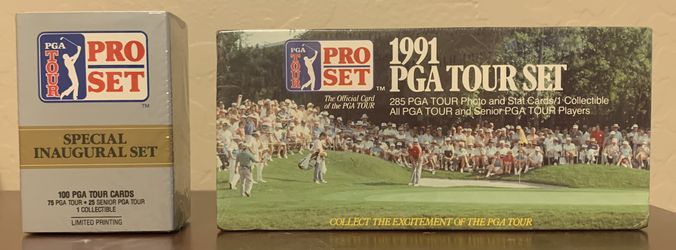 PGA
TOUR
PRO
SET
TM
SPECIAL
INAUGURAL SET
100 PGA TOUR CARDS
75 PGA TOUR • 25 SENIOR PGA TOUR
1 COLLECTIBLE
LIMITED PRINTING
PGA
TOUR
PRO
SET
TM
The Official Card
of the PGA TOUR
1991
PGA TOUR SET
285 PGA TOUR Photo and Stat Cards/1 Collectible
All PGA TOUR and Senior PGA TOUR Players
COLLECT THE EXCITEMENT OF THE PGA TOUR